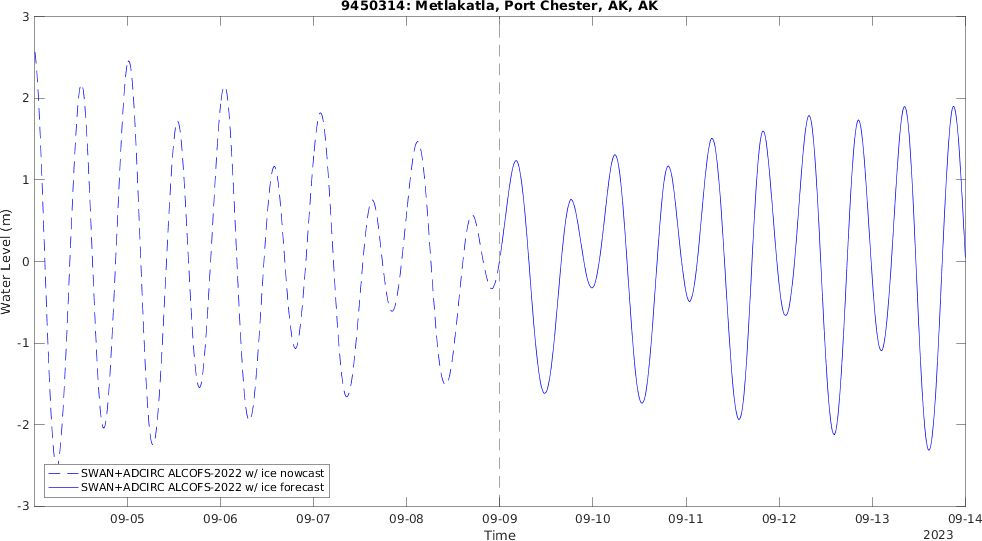 9450314: Metlakatla, Port Chester, AK, AK
3
2
1
0
-1
-2
-3
Water Level (m)
SWAN+ADCIRC ALCOFS-2022 w/ ice nowcast
SWAN+ADCIRC ALCOFS-2022 w/ ice forecast
09-05 09-06 09-07 09-08 09-09 09-10 09-11 09-12 09-13 09-14
Time
2023